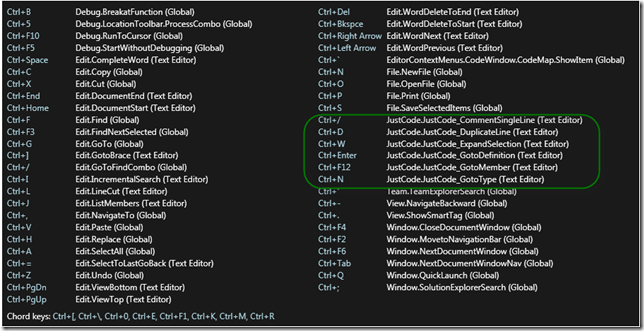 Ctrl+B Debug.BreakatFunction (Global)
Ctrl+5 Debug.LocationToolbar.ProcessCombo (Global)
Ctrl+F10 Debug.RunToCursor (Global)
Ctrl+F5 Debug.StartWithoutDebugging (Global)
Ctrl+Space Edit.CompleteWord (Text Editor)
Ctrl+C Edit.Copy (Global)
Ctrl+X Edit.Cut (Global)
Ctrl+End Edit.DocumentEnd (Text Editor)
Ctrl+Home Edit.DocumentStart (Text Editor)
Ctrl+F Edit.Find (Global)
Ctrl+F3 Edit.FindNextSelected (Global)
Ctrl+G Edit.GoTo (Global)
Ctrl+] Edit.GotoBrace (Text Editor)
Ctrl+/ Edit.GoToFindCombo (Global)
Ctrl+I Edit.IncrementalSearch (Text Editor)
Ctrl+L Edit.LineCut (Text Editor)
Ctrl+J Edit.ListMembers (Text Editor)
Ctrl+, Edit.NavigateTo (Global)
Ctrl+V Edit.Paste (Global)
Ctrl+H Edit.Replace (Global)
Ctrl+A Edit.SelectAll (Global)
Ctrl+= Edit.SelectToLastGoBack (Text Editor)
Ctrl+Z Edit.Undo (Global)
Ctrl+PgDn Edit.ViewBottom (Text Editor)
Ctrl+PgUp Edit.ViewTop (Text Editor)
Ctrl+Del Edit.WordDeleteToEnd (Text Editor)
Ctrl+Bkspce Edit.WordDeleteToStart (Text Editor)
Ctrl+Right Arrow Edit.WordNext (Text Editor)
Ctrl+Left Arrow Edit.WordPrevious (Text Editor)
Ctrl+` EditorContextMenus.CodeWindow.CodeMap.ShowItem (Global)
Ctrl+N File.NewFile (Global)
Ctrl+O File.OpenFile (Global)
Ctrl+P File.Print (Global)
Ctrl+S File.SaveSelectedItems (Global)
Ctrl+/ JustCode.JustCode_CommentSingleLine (Text Editor)
Ctrl+D JustCode.JustCode_DuplicateLine (Text Editor)
Ctrl+W JustCode.JustCode_ExpandSelection (Text Editor)
Ctrl+Enter JustCode.JustCode_GotoDefinition (Text Editor)
Ctrl+F12 JustCode.JustCode_GotoMember (Text Editor)
Ctrl+N JustCode.JustCode_GotoType (Text Editor)
Ctrl+' Team.TeamExplorerSearch (Global)
Ctrl+- View.NavigateBackward (Global)
Ctrl+. View.ShowSmartTag (Global)
Ctrl+F4 Window.CloseDocumentWindow (Global)
Ctrl+F2 Window.MovetoNavigationBar (Global)
Ctrl+F6 Window.NextDocumentWindow (Global)
Ctrl+Tab Window.NextDocumentWindowNav (Global)
Ctrl+Q Window.QuickLaunch (Global)
Ctrl+; Window.SolutionExplorerSearch (Global)
Chord keys: Ctrl+[, Ctrl+\, Ctrl+0, Ctrl+E, Ctrl+F1, Ctrl+K, Ctrl+M, Ctrl+R